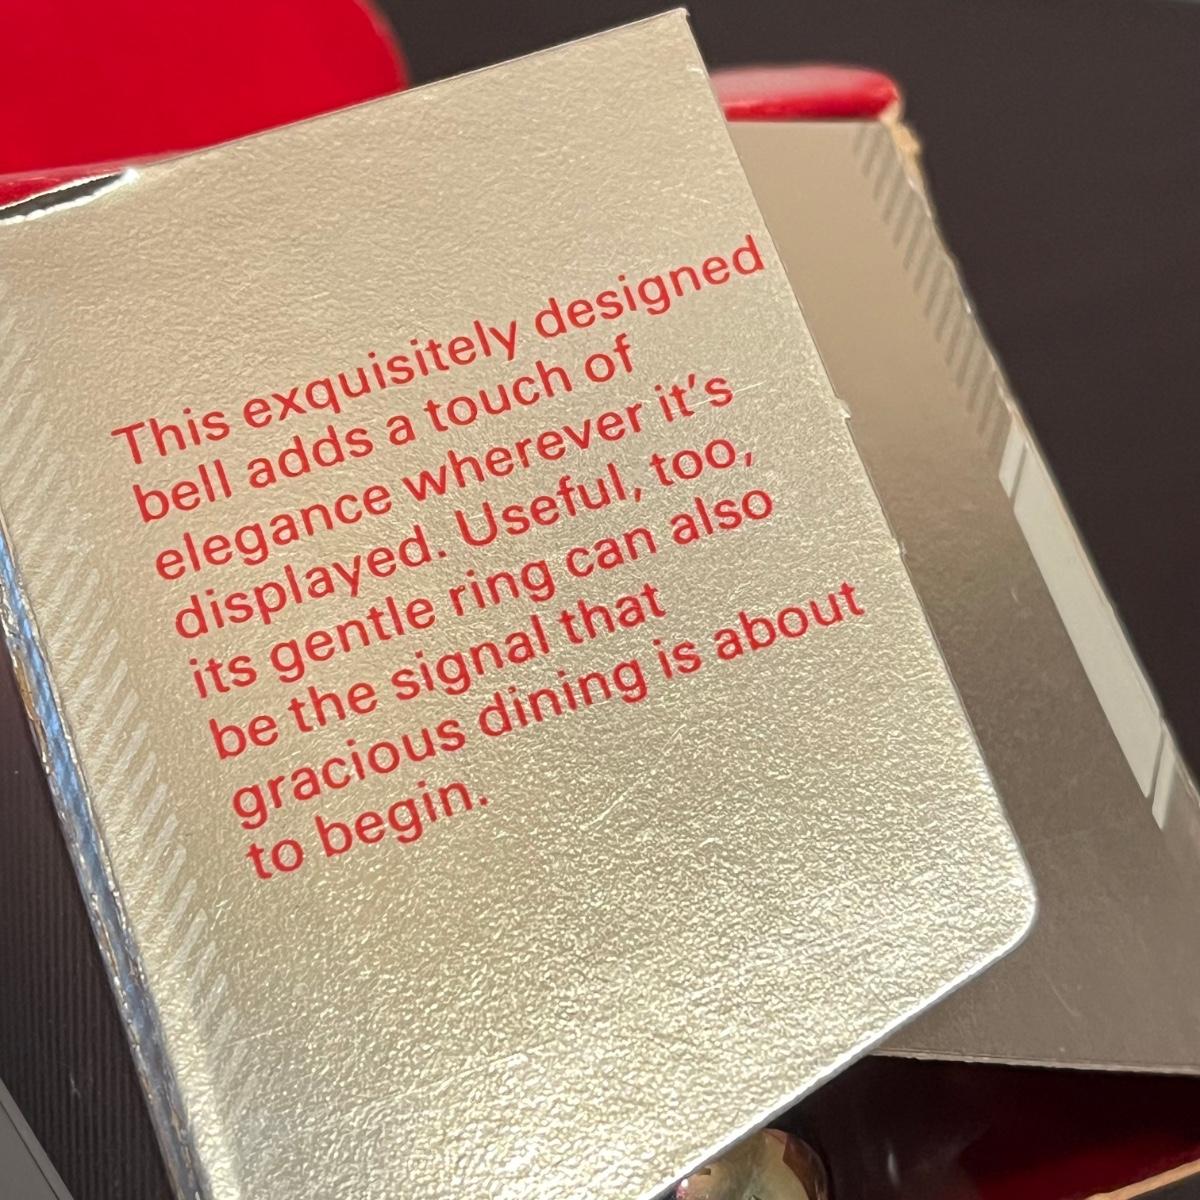 This exquisitely designed
bell adds a touch of
elegance wherever it's
displayed. Useful, too,
its gentle ring can also
be the signal that
gracious dining is about
to begin.